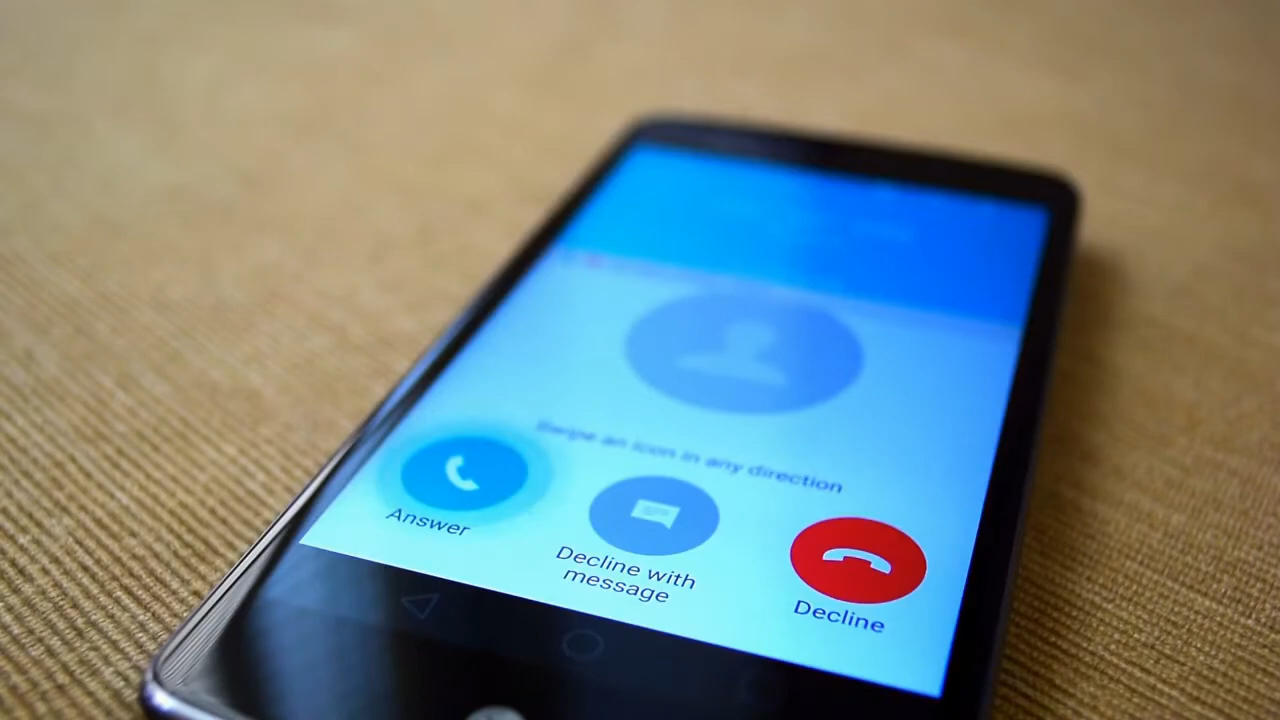 Swipe an icon in any direction
Answer
Decline with
message
Decline